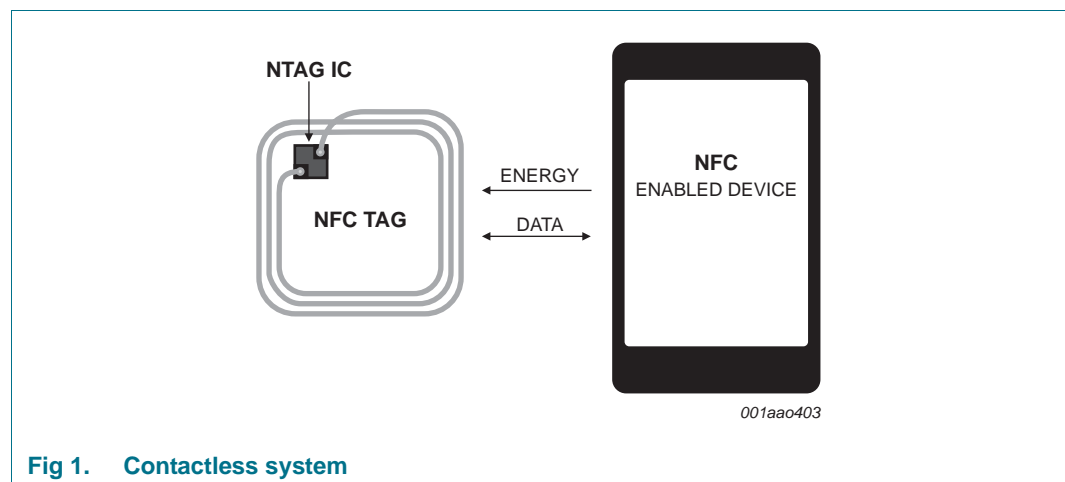 NTAG IC
NFC TAG
ENERGY
DATA
NFC
ENABLED DEVICE
001aao403
Fig 1. Contactless system